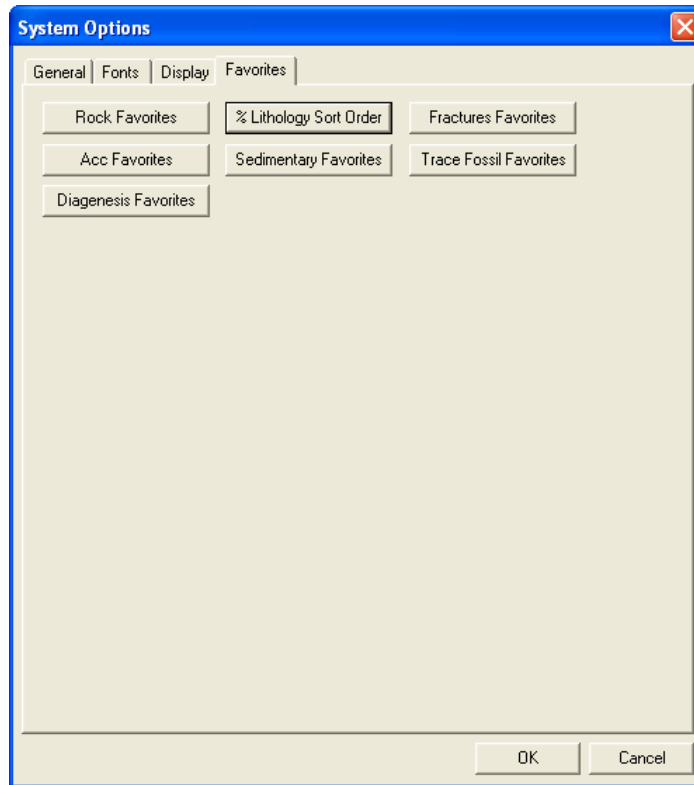 System Options
General Fonts Display Favorites
Rock Favorites % Lithology Sort Order Fractures Favorites
Acc Favorites Sedimentary Favorites Trace Fossil Favorites
Diagenesis Favorites
OK Cancel